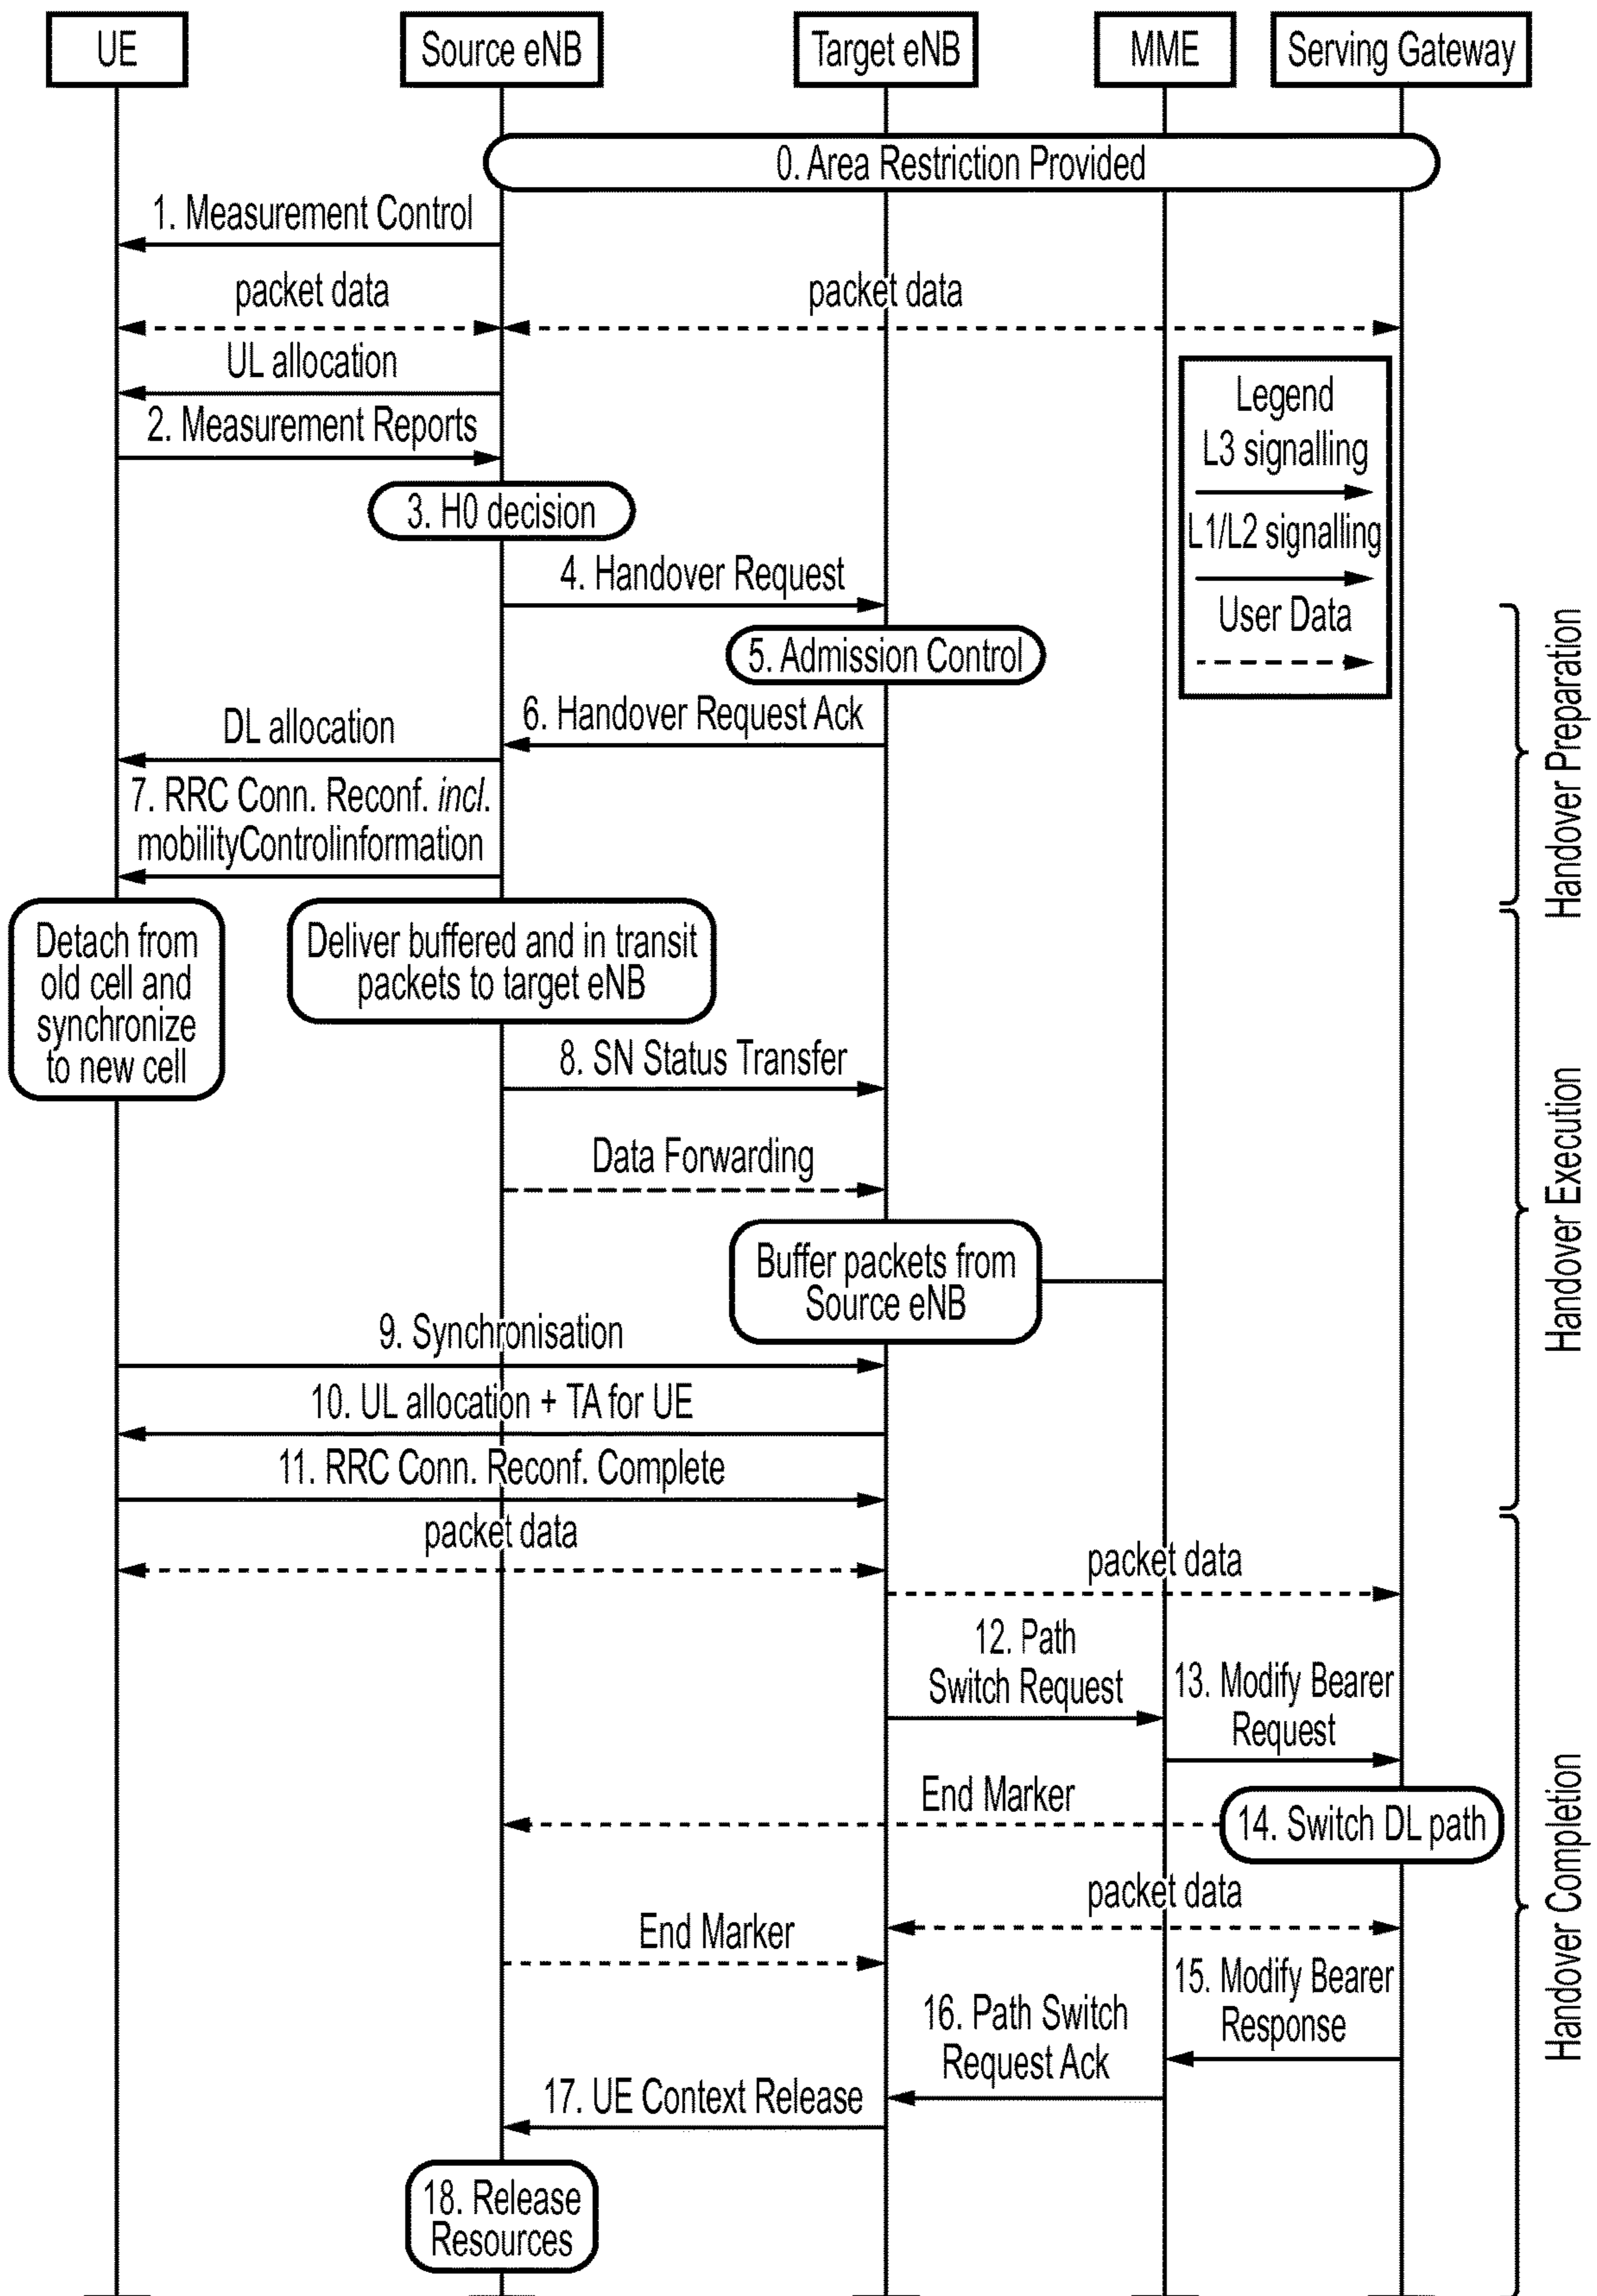 UE
Source eNB
Target eNB
MME
Serving Gateway
0. Area Restriction Provided
1. Measurement Control
packet data
packet data
UL allocation
2. Measurement Reports
Legend
L3 signalling
L1/L2 signalling
User Data
3. H0 decision
4. Handover Request
5. Admission Control
6. Handover Request Ack
DL allocation
7. RRC Conn. Reconf. incl.
mobilityControlinformation
Handover Preparation
Detach from
old cell and
synchronize
to new cell
Deliver buffered and in transit
packets to target eNB
8. SN Status Transfer
Data Forwarding
Buffer packets from
Source eNB
9. Synchronisation
10. UL allocation + TA for UE
11. RRC Conn. Reconf. Complete
Handover Execution
packet data
packet data
12. Path
Switch Request
13. Modify Bearer
Request
End Marker
14. Switch DL path
packet data
End Marker
15. Modify Bearer
Response
16. Path Switch
Request Ack
17. UE Context Release
18. Release
Resources
Handover Completion